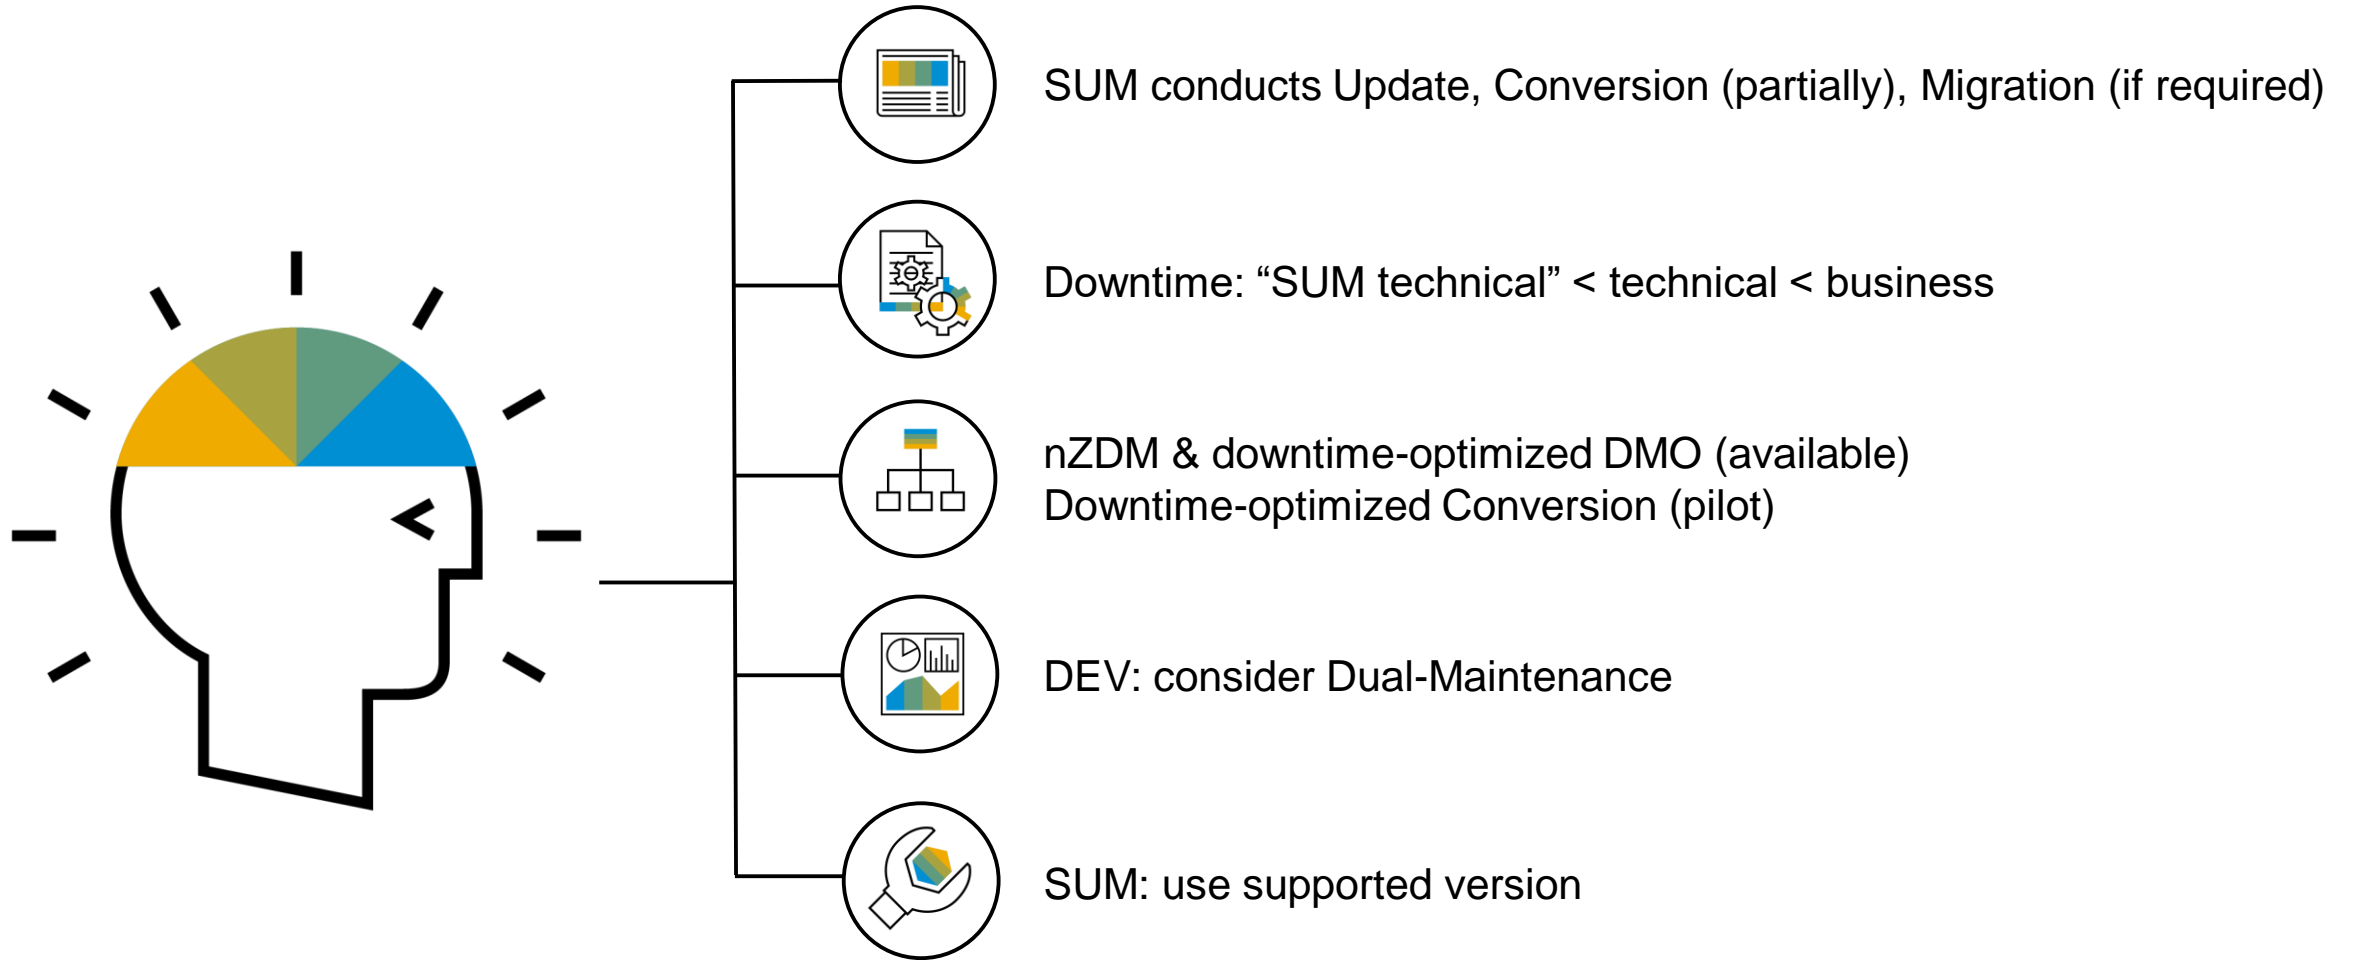 SUM conducts Update, Conversion (partially), Migration (if required)
Downtime: “SUM technical” < technical < business
nZDM & downtime-optimized DMO (available)
Downtime-optimized Conversion (pilot)
DEV: consider Dual-Maintenance
SUM: use supported version